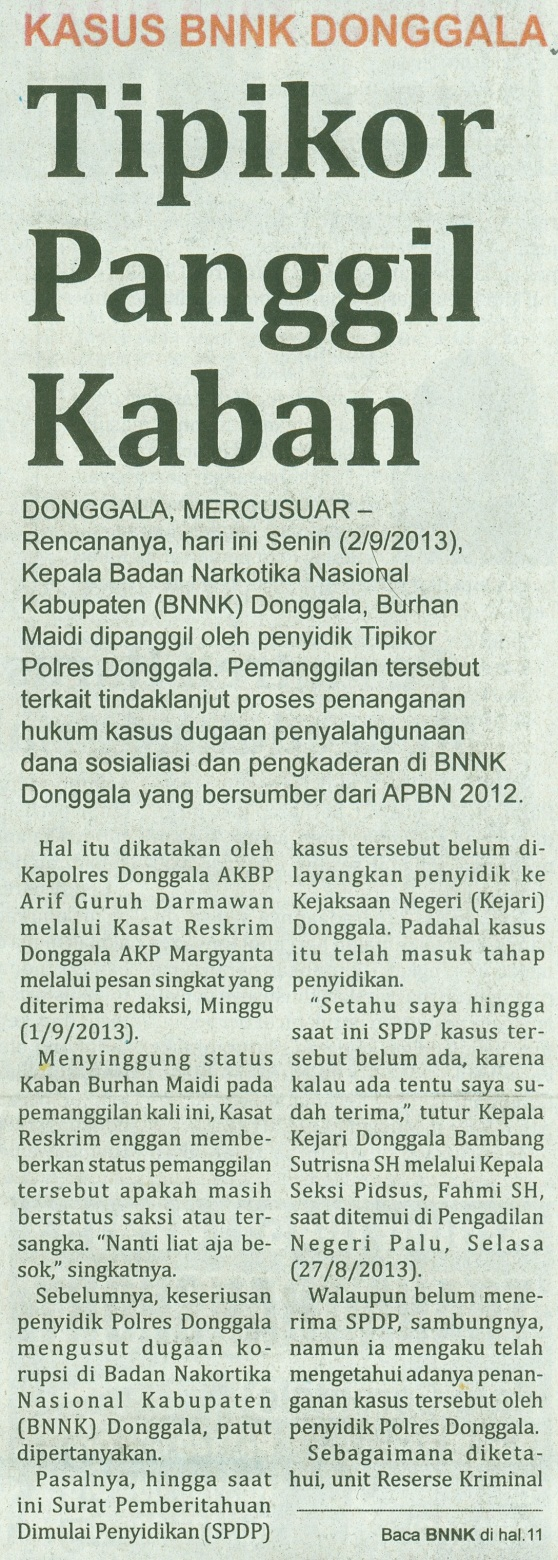 KASUS BNNK DONGGALA
Tipikor
Panggil
Kaban
DONGGALA, MERCUSUAR –
Rencananya, hari ini Senin (2/9/2013),
Kepala Badan Narkotika Nasional
Kabupaten (BNNK) Donggala, Burhan
Maidi dipanggil oleh penyidik Tipikor
Polres Donggala. Pemanggilan tersebut
terkait tindaklanjut proses penanganan
hukum kasus dugaan penyalahgunaan
dana sosialiasi dan pengkaderan di BNNK
Donggala yang bersumber dari APBN 2012.
Hal itu dikatakan oleh
Kapolres Donggala AKBP
Arif Guruh Darmawan
melalui Kasat Reskrim
Donggala AKP Margyanta
melalui pesan singkat yang
diterima redaksi, Minggu
(1/9/2013).
Menyinggung status
Kaban Burhan Maidi pada
pemanggilan kali ini, Kasat
Reskrim enggan membe-
berkan status pemanggilan
tersebut apakah masih
berstatus saksi atau ter-
sangka. “Nanti liat aja be-
sok,” singkatnya.
Sebelumnya, keseriusan
penyidik Polres Donggala
mengusut dugaan ko-
rupsi di Badan Nakortika
Nasional Kabupaten
(BNNK) Donggala, patut
dipertanyakan.
Pasalnya, hingga saat
ini Surat Pemberitahuan
Dimulai Penyidikan (SPDP)
kasus tersebut belum di-
layangkan penyidik ke
Kejaksaan Negeri (Kejari)
Donggala. Padahal kasus
itu telah masuk tahap
penyidikan.
“Setahu saya hingga
saat ini SPDP kasus ter-
sebut belum ada, karena
kalau ada tentu saya su-
dah terima,” tutur Kepala
Kejari Donggala Bambang
Sutrisna SH melalui Kepala
Seksi Pidsus, Fahmi SH,
saat ditemui di Pengadilan
Negeri Palu, Selasa
(27/8/2013).
Walaupun belum mene-
rima SPDP, sambungnya,
namun ia mengaku telah
mengetahui adanya penan-
ganan kasus tersebut oleh
penyidik Polres Donggala.
Sebagaimana diketa-
hui, unit Reserse Kriminal
Baca BNNK di hal.11